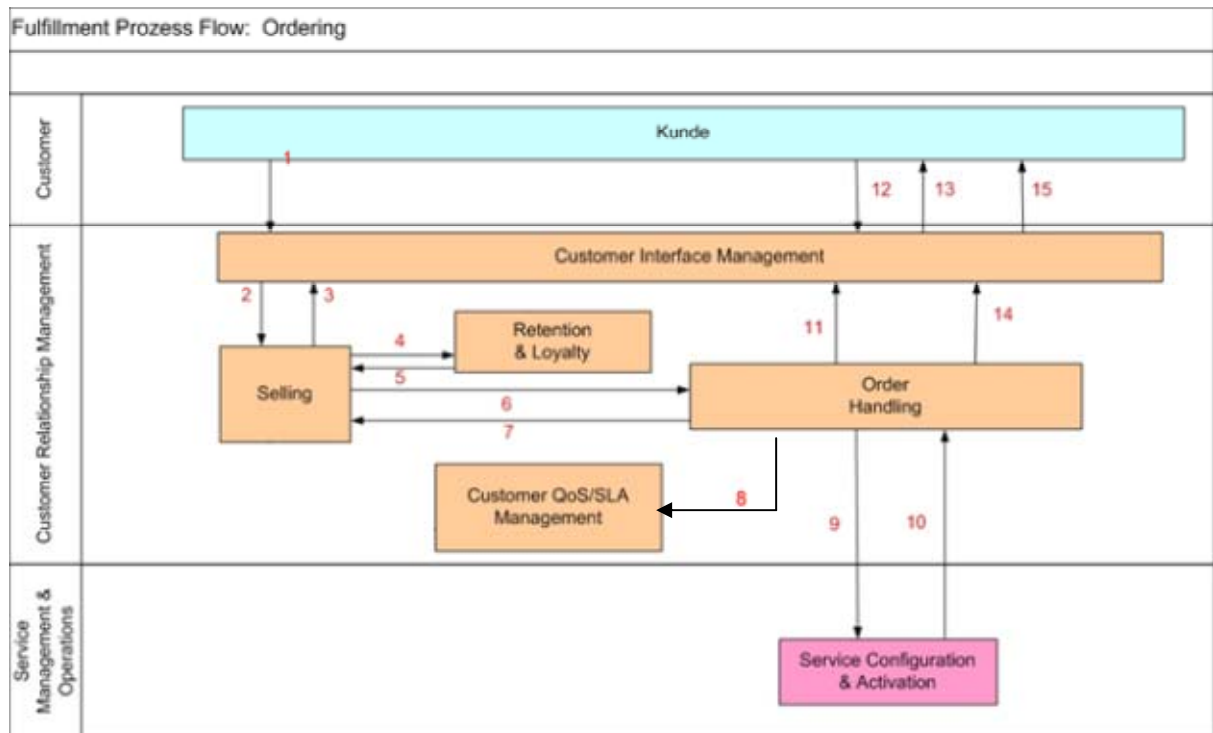 Fulfillment Prozess Flow: Ordering
Customer
Kunde
1
12
13
15
Customer Relationship Management
Customer Interface Management
2
3
11
14
4
Retention
& Loyalty
5
Selling
6
7
Order
Handling
Customer QoS/SLA
Management
8
9
10
Service
Management &
Operations
Service Configuration
& Activation